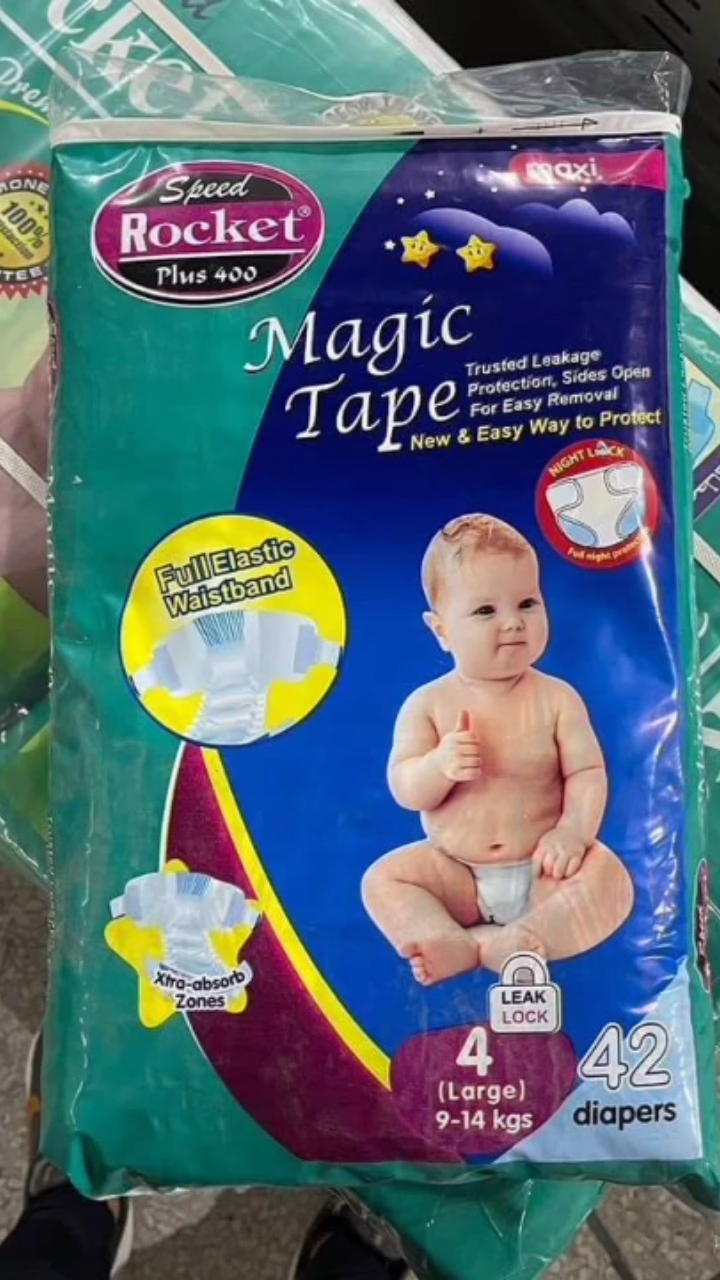 Speed
Rocket®
Plus 400
maxi
Magic
Tape
Trusted Leakage
Protection, Sides Open
For Easy Removal
New & Easy Way to Protect
NIGHT LOCK
Full night
Full Elastic
Waistband
Xtra-absorb
Zones
LEAK
LOCK
4
(Large)
9-14 kgs
42
diapers
100%